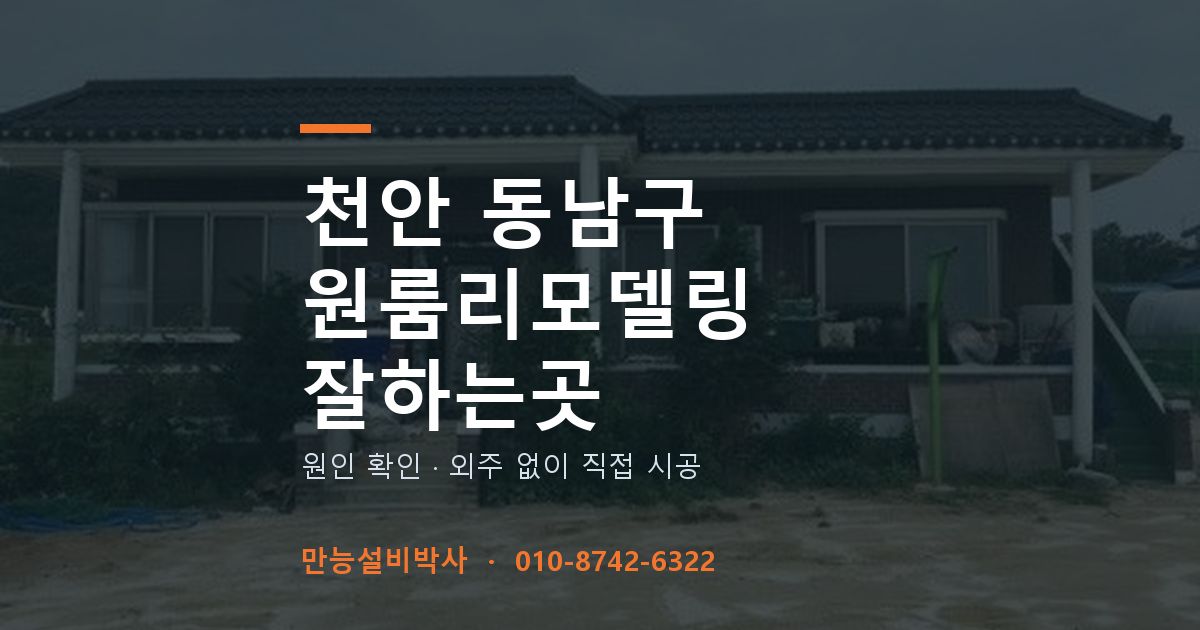 천안 동남구
원룸리모델링
잘하는곳
원인 확인 · 외주 없이 직접 시공
만능설비박사 · 010-8742-6322